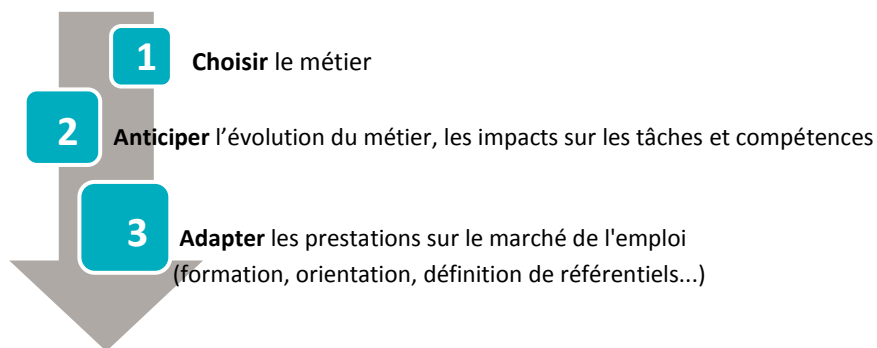 1 Choisir le métier
2 Anticiper l’évolution du métier, les impacts sur les tâches et compétences
3 Adapter les prestations sur le marché de l'emploi
(formation, orientation, définition de référentiels...)